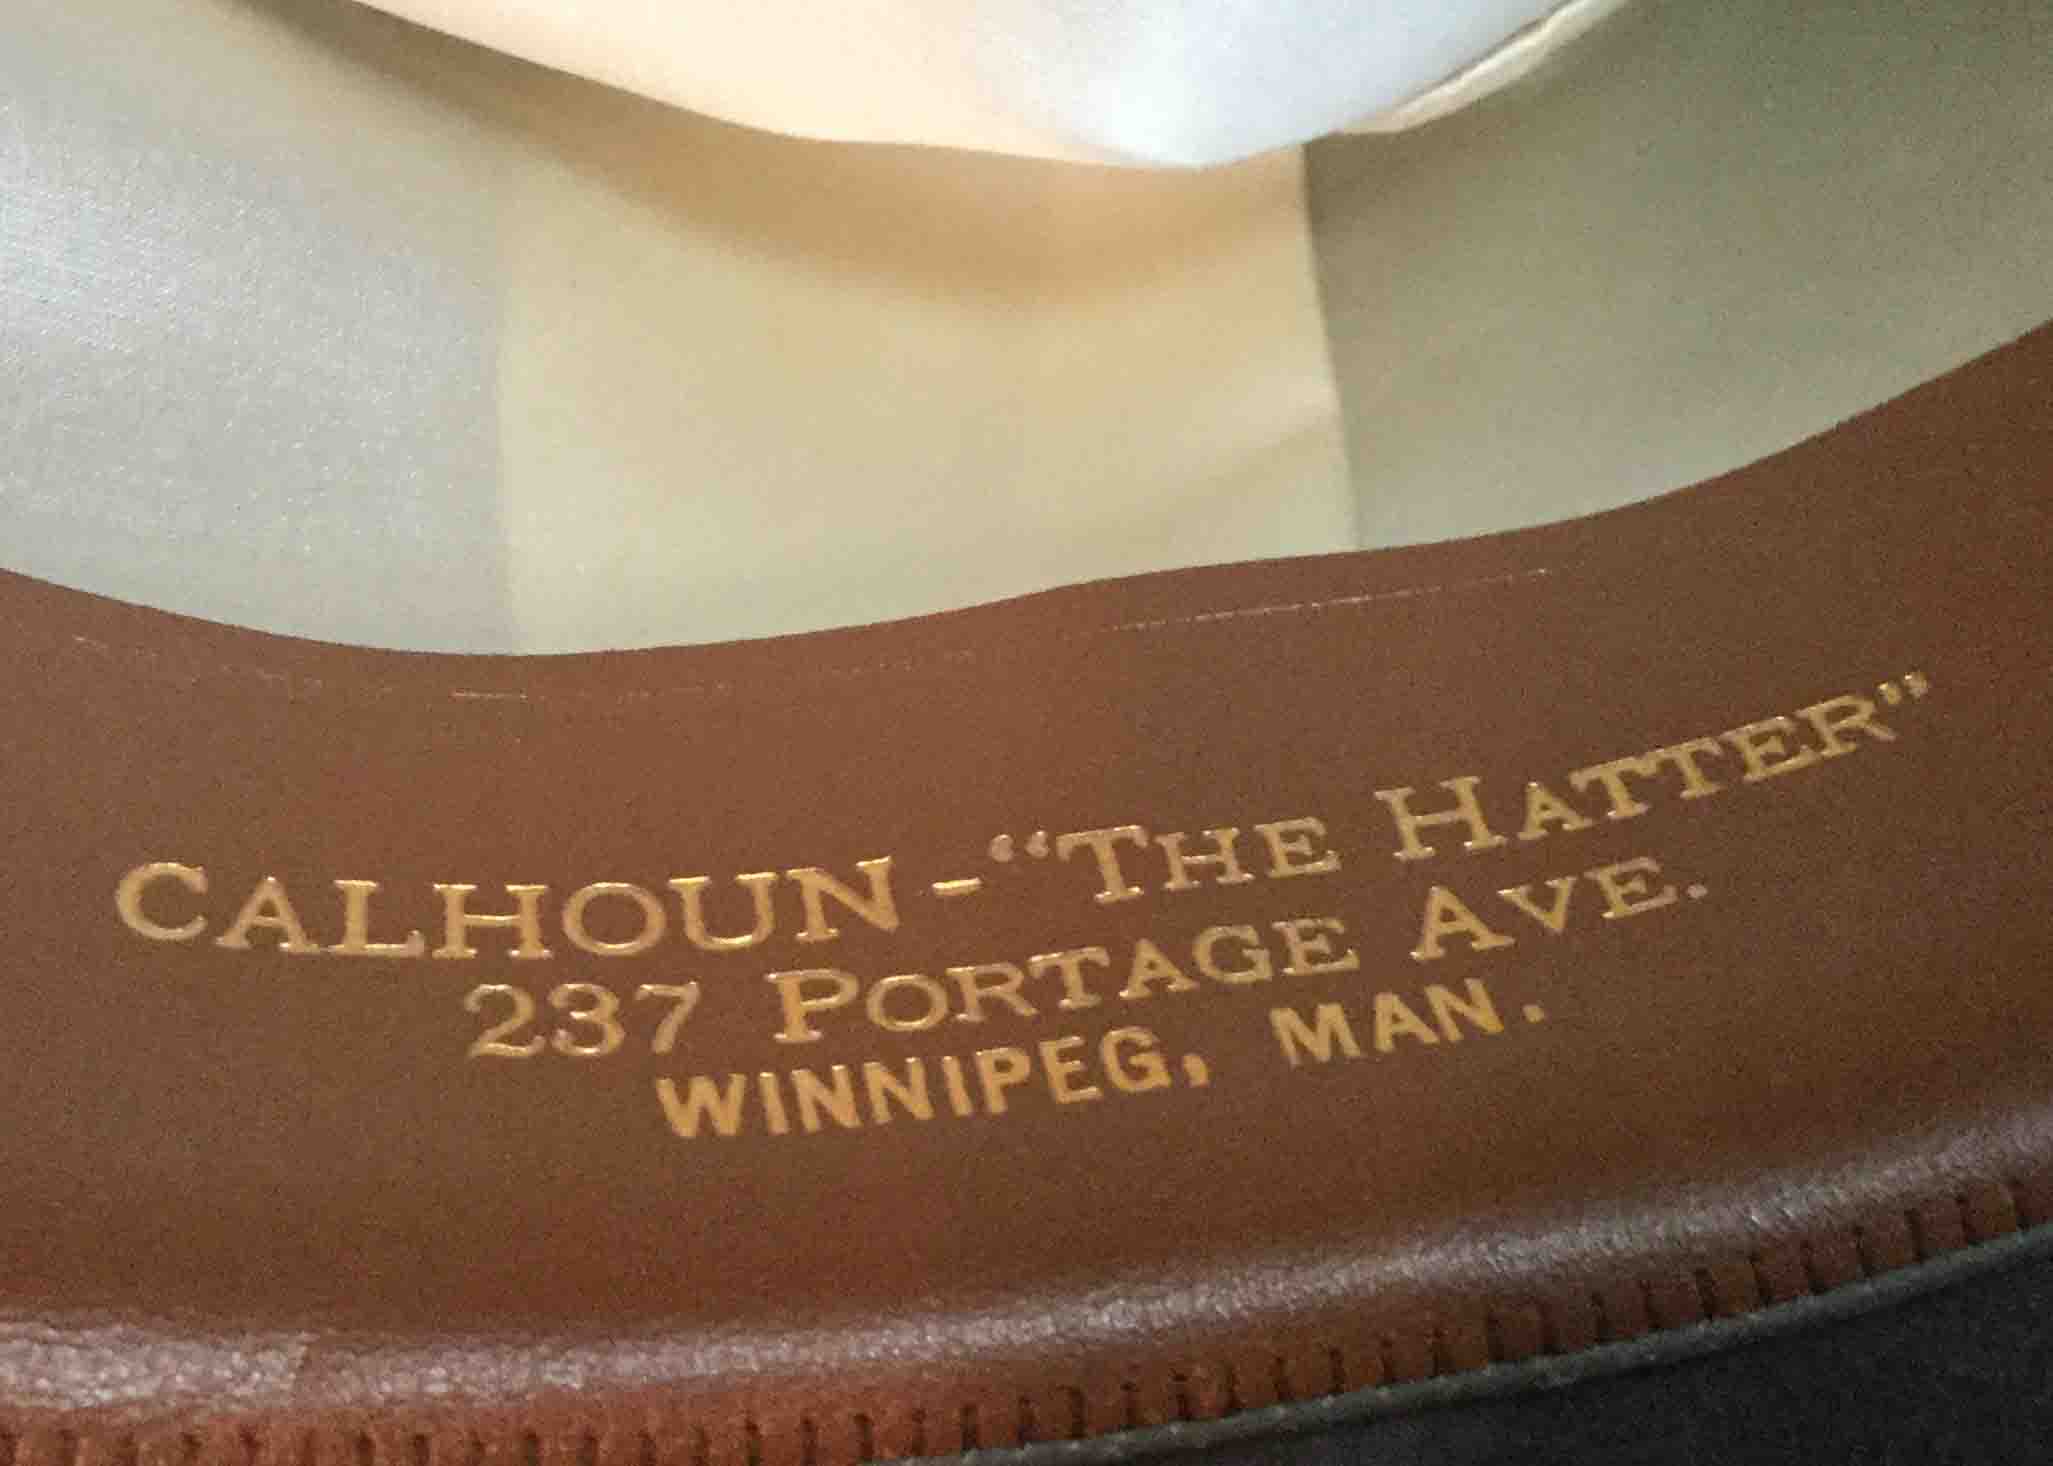 CALHOUN-“THE HATTER”
237 PORTAGE AVE.
WINNIPEG, MAN.